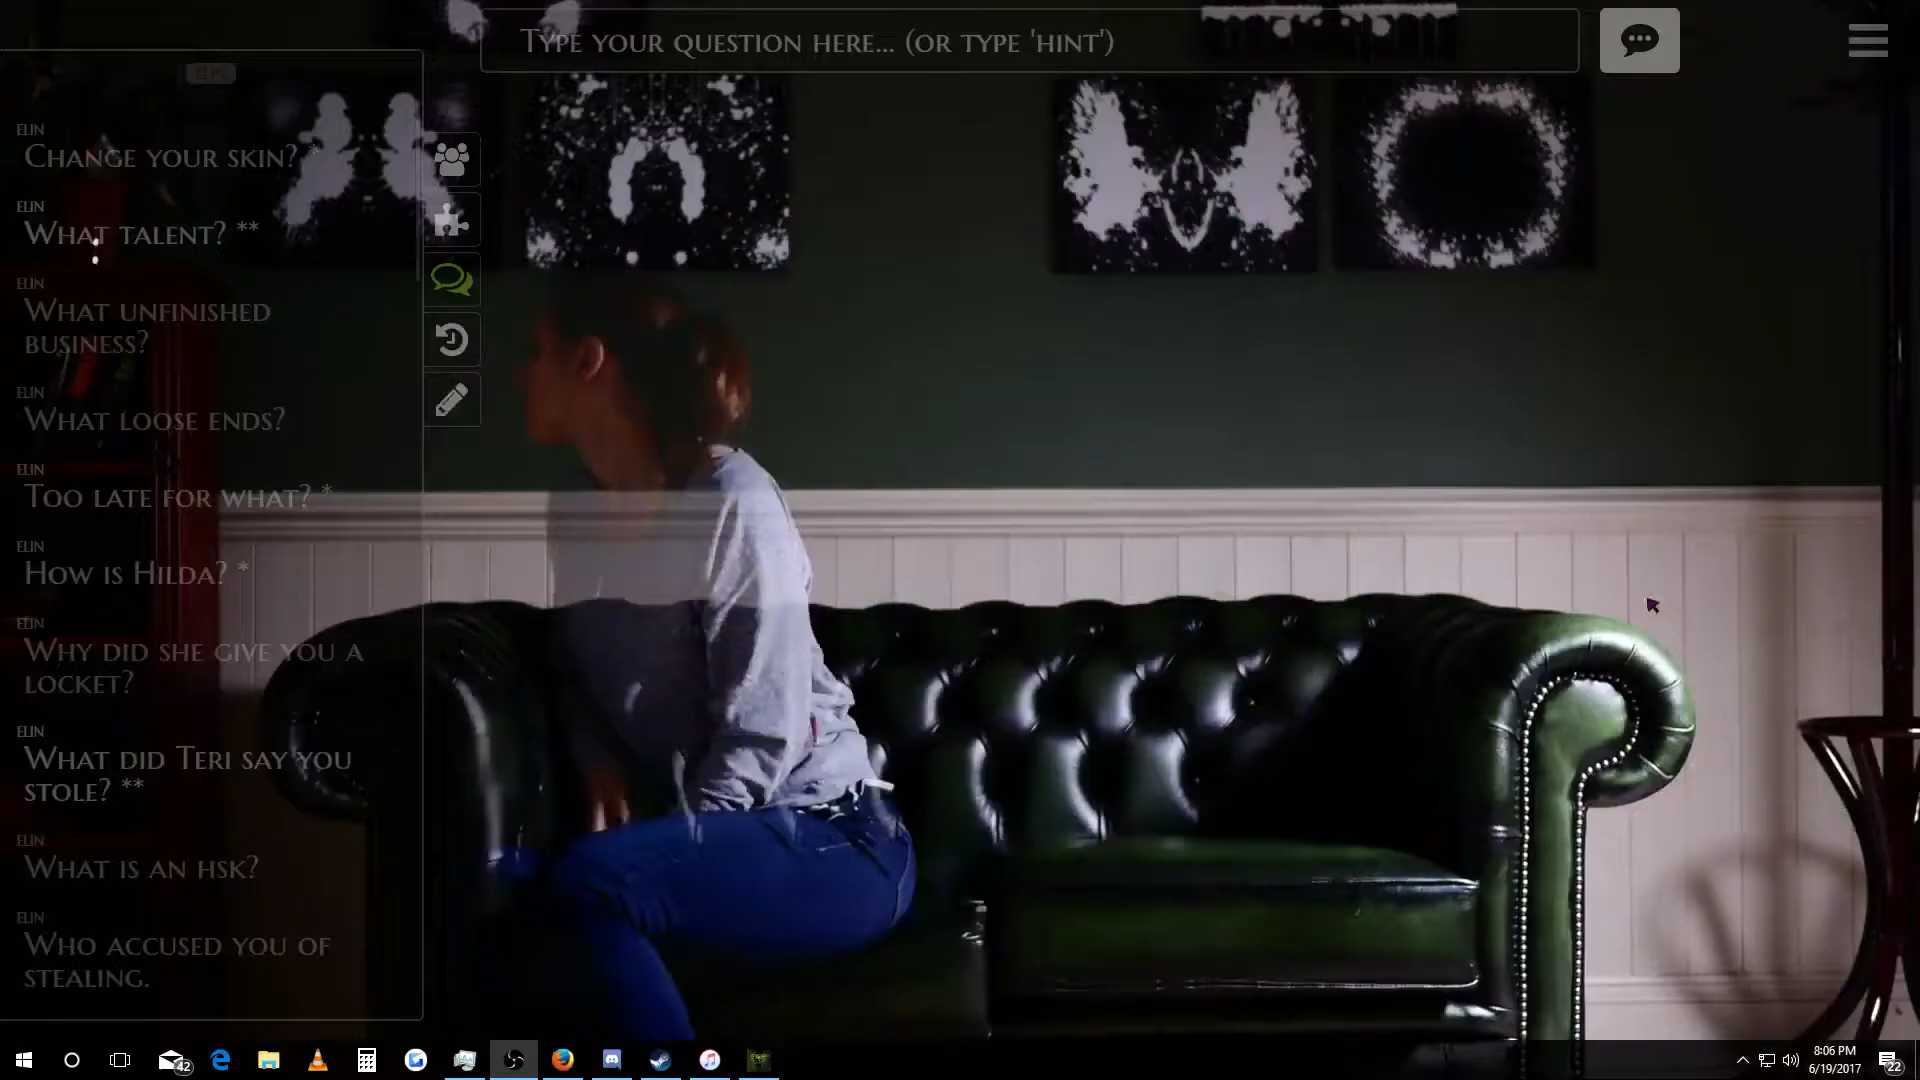 Type your question here... (or type 'hint')
Elin
Elin
Change your skin? *
Elin
What talent? **
Elin
What unfinished
business?
Elin
What loose ends?
Elin
Too late for what? *
Elin
How is Hilda? *
Elin
Why did she give you a
locket?
Elin
What did Teri say you
stole? **
Elin
What is an hsk?
Elin
Who accused you of
stealing.
42
8:06 PM
6/19/2017
22